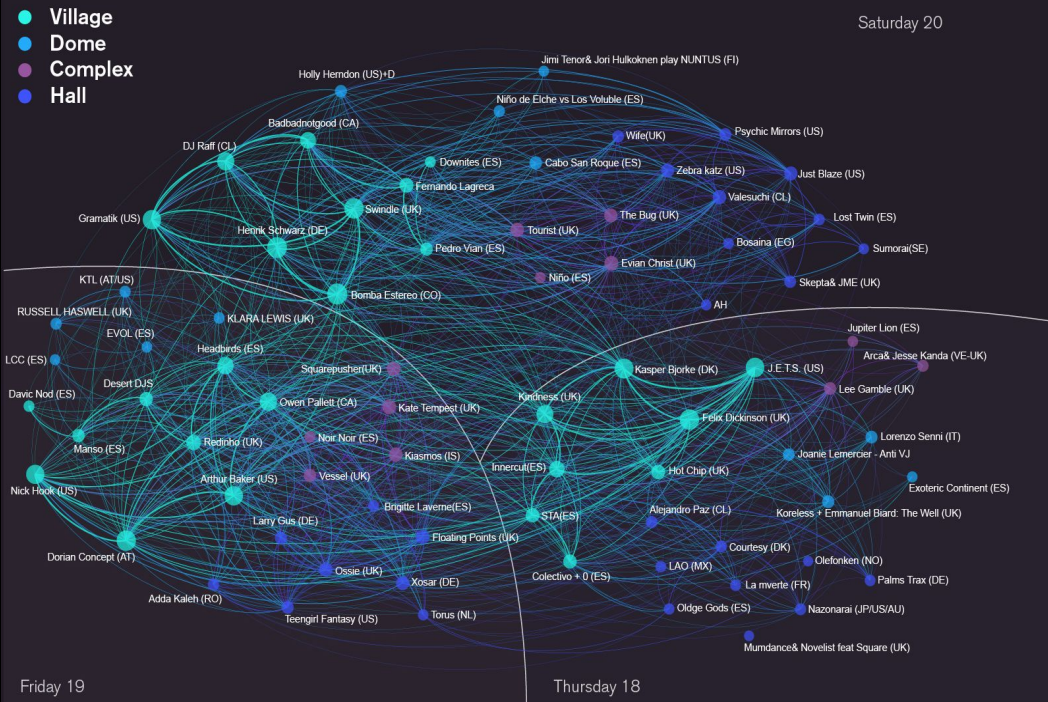 Village
Dome
Complex
Hall
Saturday 20
Jimi Tenor& Jori Hulkoknen play NUNTUS (FI)
Holly Herndon (US)+D
Niño de Elche vs Los Voluble (ES)
Badbadnotgood (CA)
Psychic Mirrors (US)
Wife(UK)
DJ Raff (CL)
Downites (ES)
Cabo San Roque (ES)
Zebra katz (US)
Just Blaze (US)
Fernando Lagreca
Valesuchi (CL)
Swindle (UK)
The Bug (UK)
Lost Twin (ES)
Gramatik (US)
Henrik Schwarz (DE)
Tourist (UK)
Bosaina (EG)
Sumorai(SE)
Pedro Vian (ES)
Evian Christ (UK)
Niño (ES)
Skepta& JME (UK)
Bomba Estereo (CO)
AH
KTL (AT/US)
RUSSELL HASWELL (UK)
KLARA LEWIS (UK)
EVOL (ES)
Headbirds (ES)
LCC (ES)
Squarepusher(UK)
Desert DJS
Davic Nod (ES)
Owen Pallett (CA)
Kate Tempest (UK)
Redinho (UK)
Noir Noir (ES)
Manso (ES)
Kiasmos (IS)
Arthur Baker (US)
Vessel (UK)
Nick Hook (US)
Brigitte Laverne(ES)
Larry Gus (DE)
Floating Points (UK)
Dorian Concept (AT)
Ossie (UK)
Xosar (DE)
Adda Kaleh (RO)
Teengirl Fantasy (US)
Torus (NL)
Friday 19
Jupiter Lion (ES)
Arca& Jesse Kanda (VE-UK)
Kasper Bjorke (DK)
J.E.T.S. (US)
Lee Gamble (UK)
Kindness (UK)
Felix Dickinson (UK)
Lorenzo Senni (IT)
Joanie Lemercier - Anti VJ
Innercut(ES)
Hot Chip (UK)
Exoteric Continent (ES)
Koreless + Emmanuel Biard: The Well (UK)
STA(ES)
Alejandro Paz (CL)
Courtesy (DK)
Olefonken (NO)
LAO (MX)
Colectivo + 0 (ES)
La mverte (FR)
Palms Trax (DE)
Oldge Gods (ES)
Nazonarai (JP/US/AU)
Mumdance& Novelist feat Square (UK)
Thursday 18